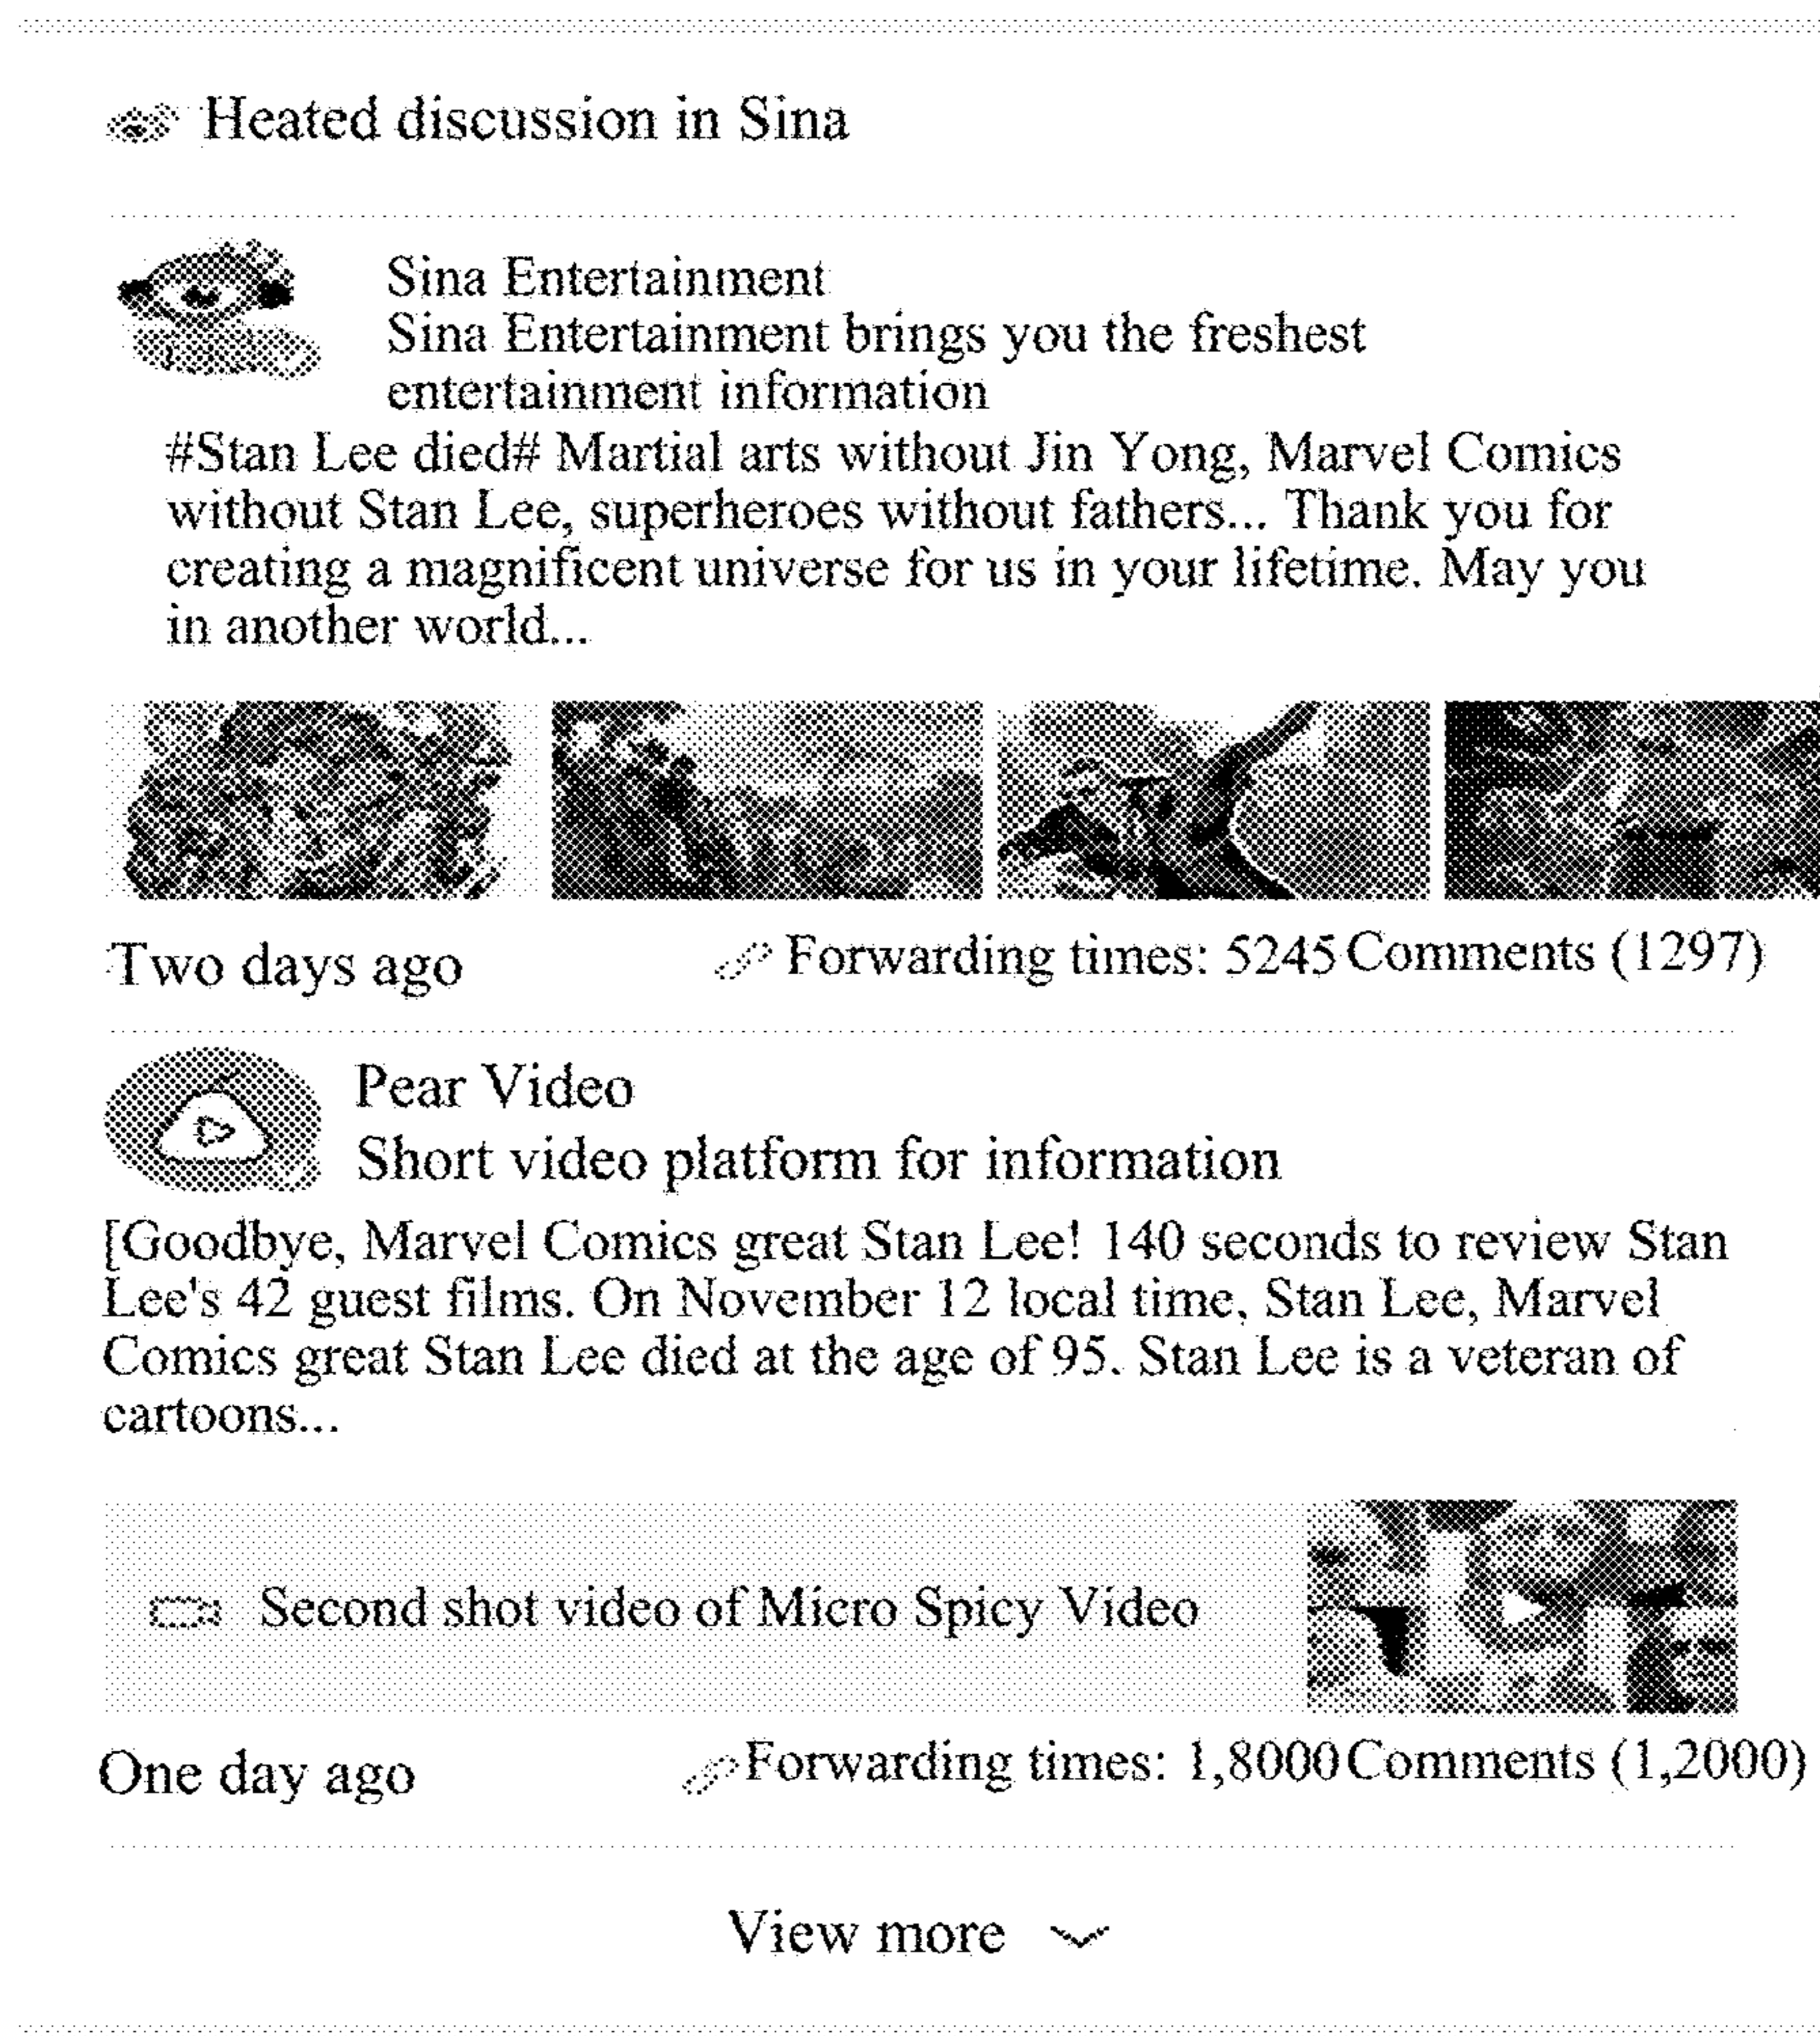 Heated discussion in Sina
Sina Entertainment
Sina Entertainment brings you the freshest
entertainment information
#Stan Lee died# Martial arts without Jin Yong, Marvel Comics
without Stan Lee, superheroes without fathers... Thank you for
creating a magnificent universe for us in your lifetime. May you
in another world...
Two days ago
Forwarding times: 5245 Comments (1297)
Pear Video
Short video platform for information
[Goodbye, Marvel Comics great Stan Lee! 140 seconds to review Stan
Lee's 42 guest films. On November 12 local time, Stan Lee, Marvel
Comics great Stan Lee died at the age of 95. Stan Lee is a veteran of
cartoons...
Second shot video of Micro Spicy Video
One day ago
Forwarding times: 1,8000 Comments (1,2000)
View more